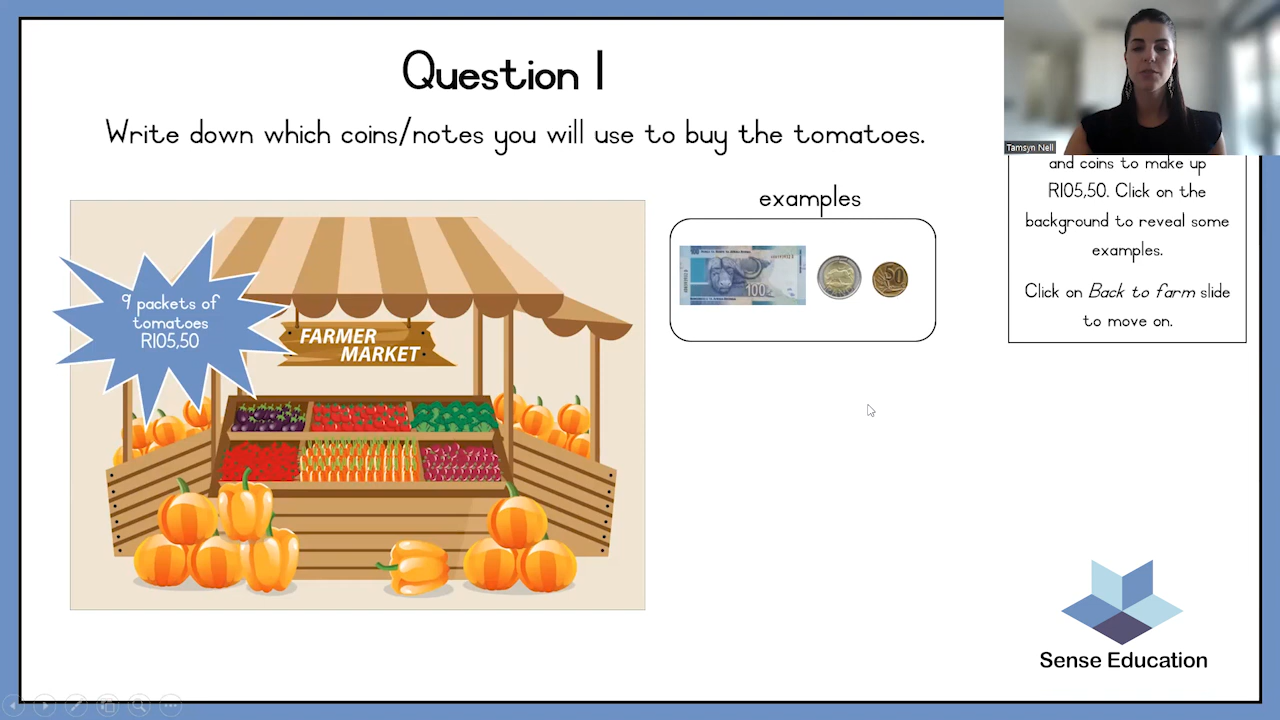 Question 1
Write down which coins/notes you will use to buy the tomatoes.
Tamsyn Nell
and coins to make up
R105,50. Click on the
background to reveal some
examples.
Click on Back to farm slide
to move on.
examples
100
50
9 packets of
tomatoes
R105,50
FARMER
MARKET
Sense Education